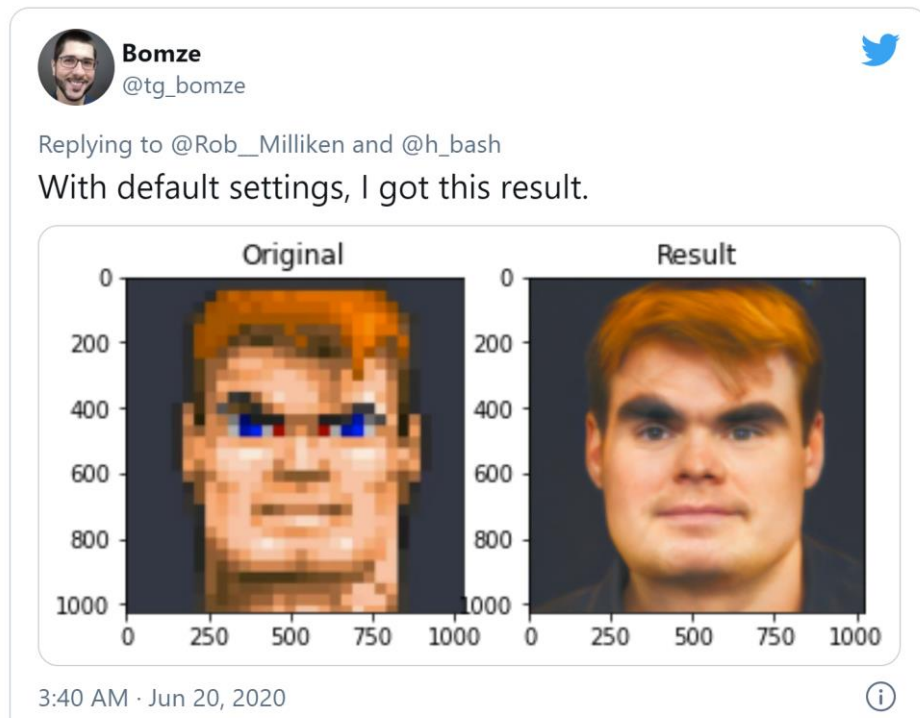 Bomze
@tg_bomze
Replying to @Rob__Milliken and @h_bash
With default settings, I got this result.
Original
Result
0
200
400
600
800
1000
0 250 500 750 1000
0
200
400
600
800
1000
0 250 500 750 1000
3:40 AM · Jun 20, 2020